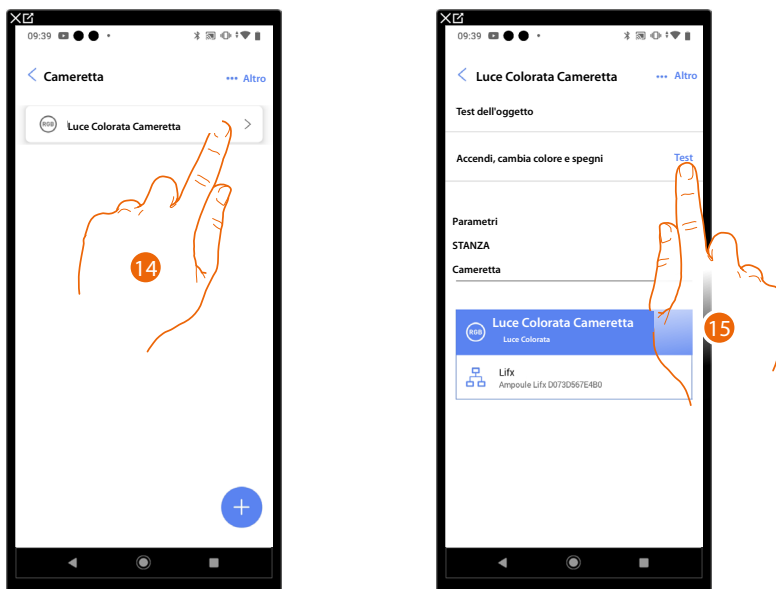 09:39
Cameretta
Altro
RGB
Luce Colorata Cameretta
14
09:39
Luce Colorata Cameretta
Altro
Test dell'oggetto
Accendi, cambia colore e spegni
Test
Parametri
STANZA
Cameretta
RGB
Luce Colorata Cameretta
Luce Colorata
15
Lifx
Ampoule Lifx D073D567E4B0